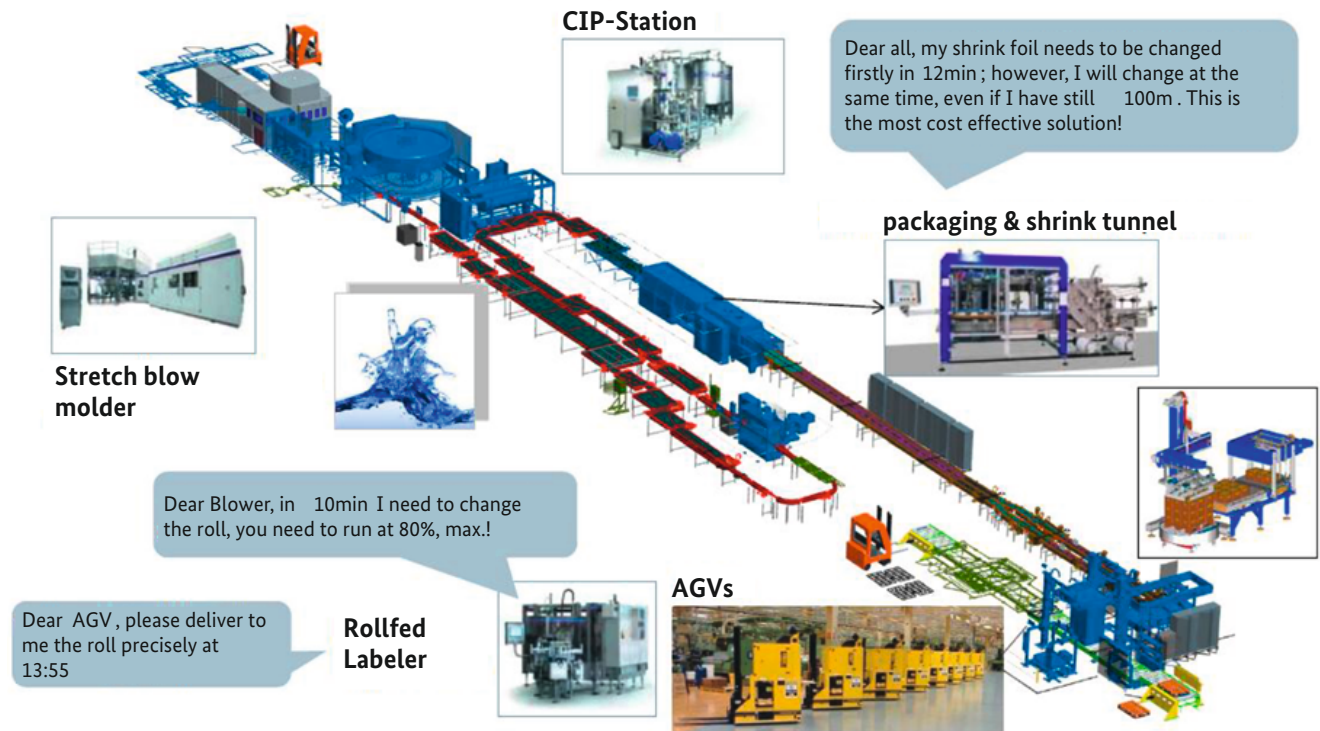 CIP-Station
Dear all, my shrink foil needs to be changed
firstly in 12min ; however, I will change at the
same time, even if I have still 100m . This is
the most cost effective solution!
packaging & shrink tunnel
Stretch blow
molder
Dear Blower, in 10min I need to change
the roll, you need to run at 80%, max.!
AGVs
Dear AGV , please deliver to
me the roll precisely at
13:55
Rollfed
Labeler